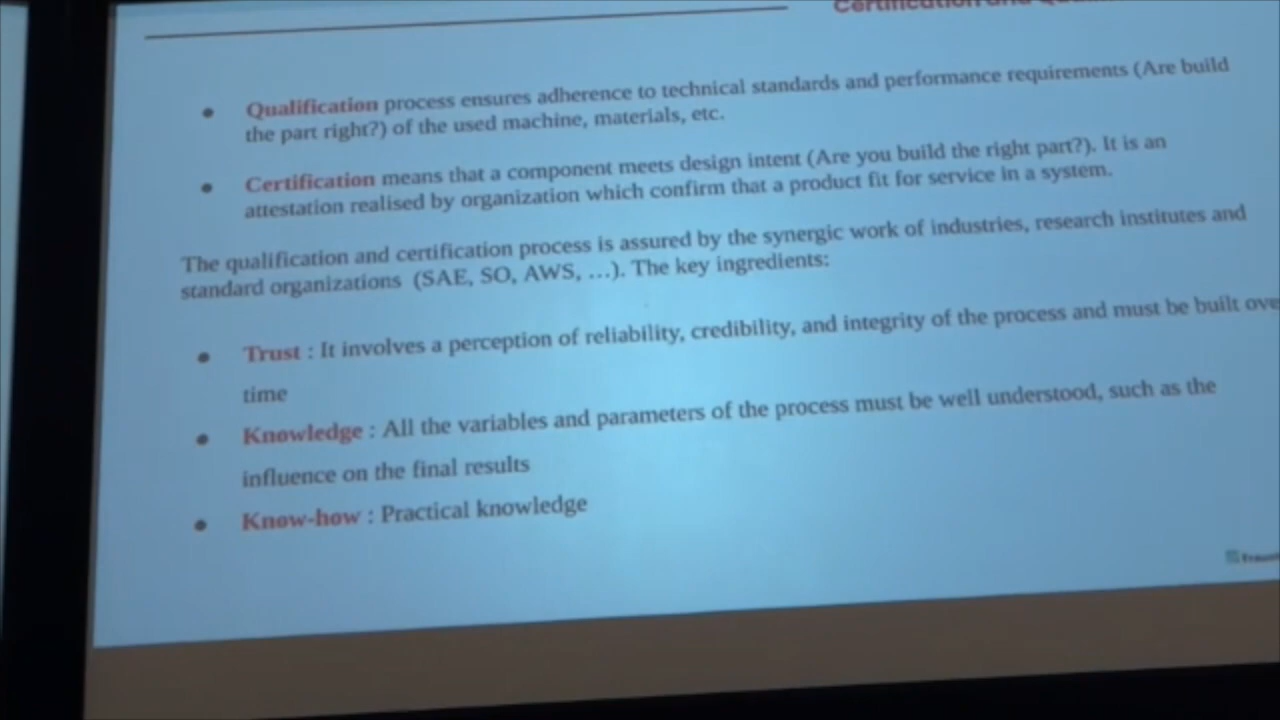 Certification and
Qualification process ensures adherence to technical standards and performance requirements (Are build
the part right?) of the used machine, materials, etc.
Certification means that a component meets design intent (Are you build the right part?). It is an
attestation realised by organization which confirm that a product fit for service in a system.
The qualification and certification process is assured by the synergic work of industries, research institutes and
standard organizations (SAE, SO, AWS, ...). The key ingredients:
Trust : It involves a perception of reliability, credibility, and integrity of the process and must be built ove
time
Knowledge : All the variables and parameters of the process must be well understood, such as the
influence on the final results
Know-how : Practical knowledge